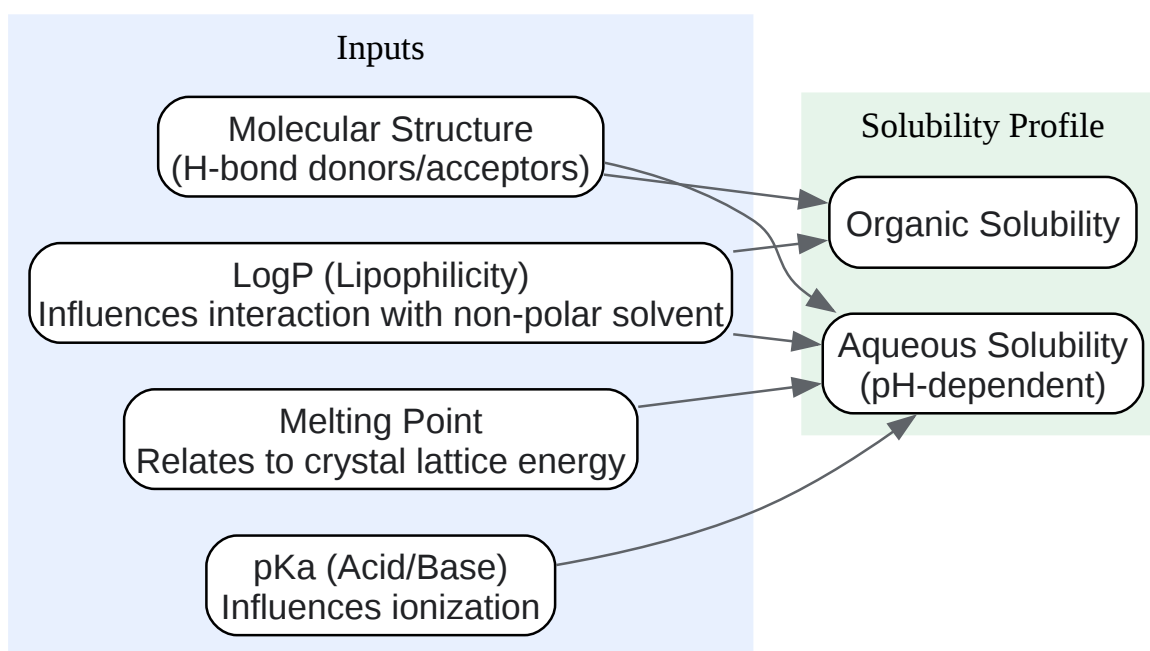 Inputs
Molecular Structure
(H-bond donors/acceptors)
LogP (Lipophilicity)
Influences interaction with non-polar solvent
Melting Point
Relates to crystal lattice energy
pKa (Acid/Base)
Influences ionization
Solubility Profile
Organic Solubility
Aqueous Solubility
(pH-dependent)